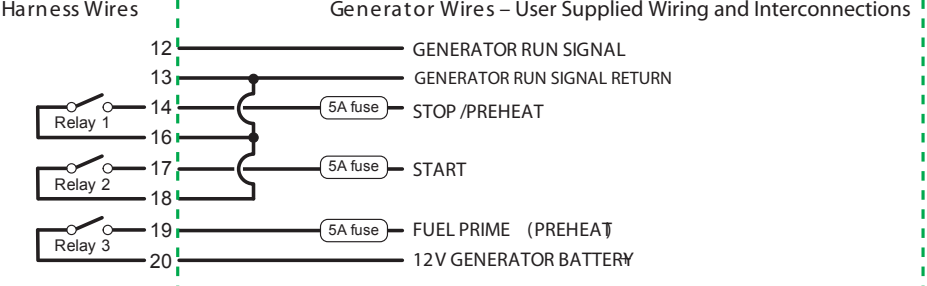 Harness Wires
Generator Wires – User Supplied Wiring and Interconnections
12 GENERATOR RUN SIGNAL
13 GENERATOR RUN SIGNAL RETURN
14 5A fuse STOP /PREHEAT
Relay 1
16
17 5A fuse START
Relay 2
18
19 5A fuse FUEL PRIME (PREHEAT)
Relay 3
20 12V GENERATOR BATTERY+